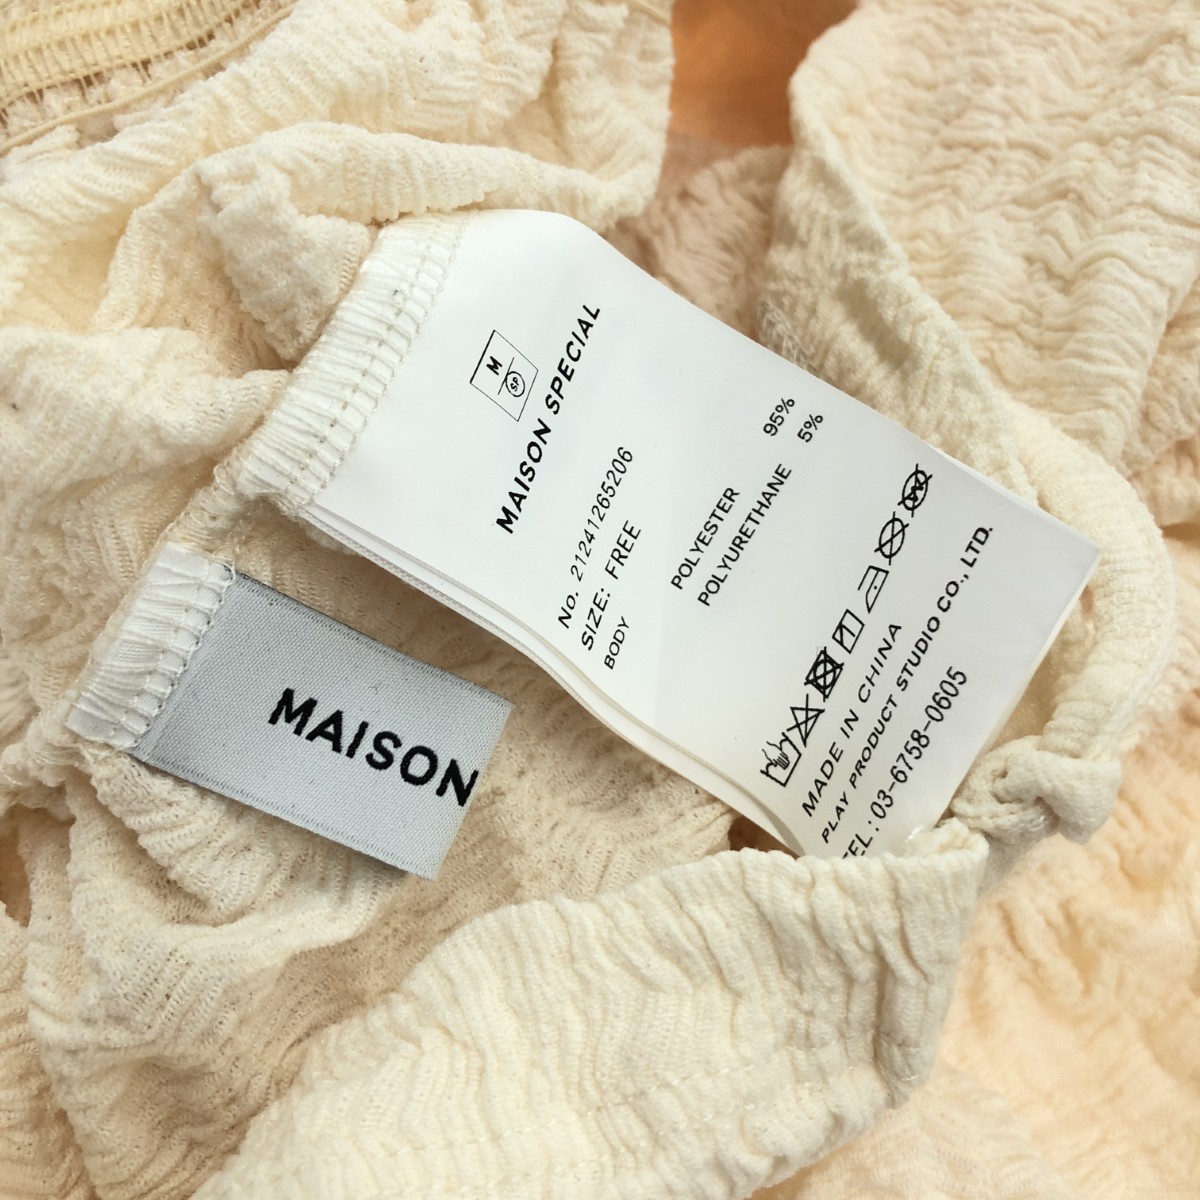 M
SP
MAISON SPECIAL
No. 21241265206
SIZE: FREE
BODY
POLYESTER 95%
POLYURETHANE 5%
MADE IN CHINA
PLAY PRODUCT STUDIO CO., LTD.
TEL: 03-6758-0605
MAISON